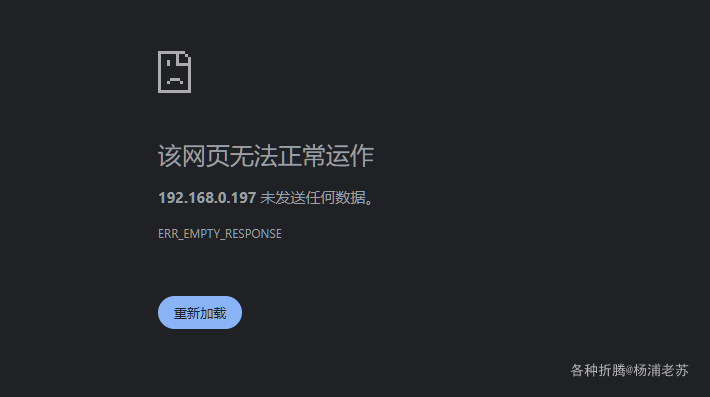 该网页无法正常运作
192.168.0.197 未发送任何数据。
ERR_EMPTY_RESPONSE
重新加载
各种折腾@杨浦老苏